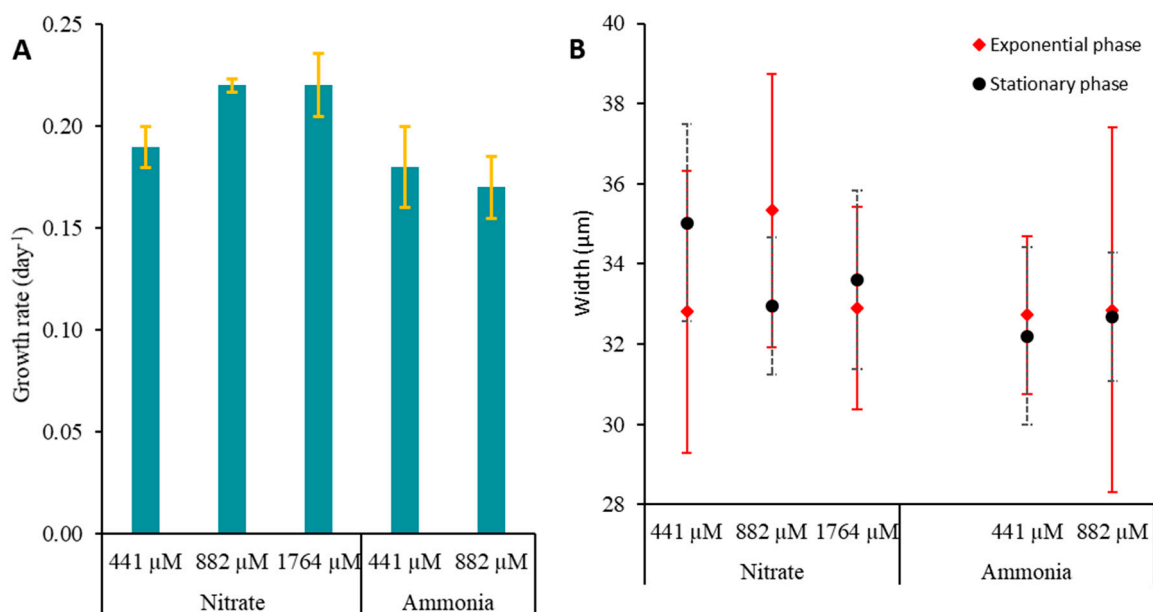 A
0.25
0.20
0.15
0.10
0.05
0.00
Growth rate (day-1)
441 µM 882 µM 1764 µM 441 µM 882 µM
Nitrate Ammonia
B
40
38
36
34
32
30
28
Width (µm)
Exponential phase
Stationary phase
441 µM 882 µM 1764 µM 441 µM 882 µM
Nitrate Ammonia